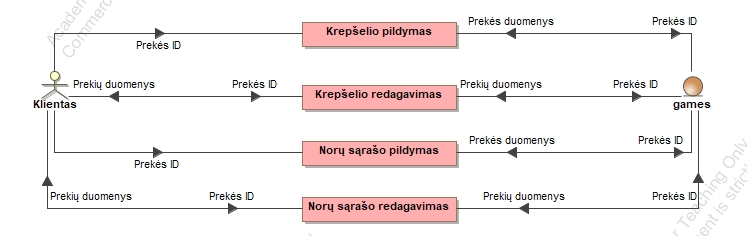 Krepšelio pildymas
Prekės duomenys
Prekės ID
Prekės ID
Klientas
Prekių duomenys
Prekės ID
Krepšelio redagavimas
Prekių duomenys
Prekės ID
games
Norų sąrašo pildymas
Prekės duomenys
Prekės ID
Prekės ID
Prekių duomenys
Prekės ID
Norų sąrašo redagavimas
Prekių duomenys
Prekės ID
Teaching Only